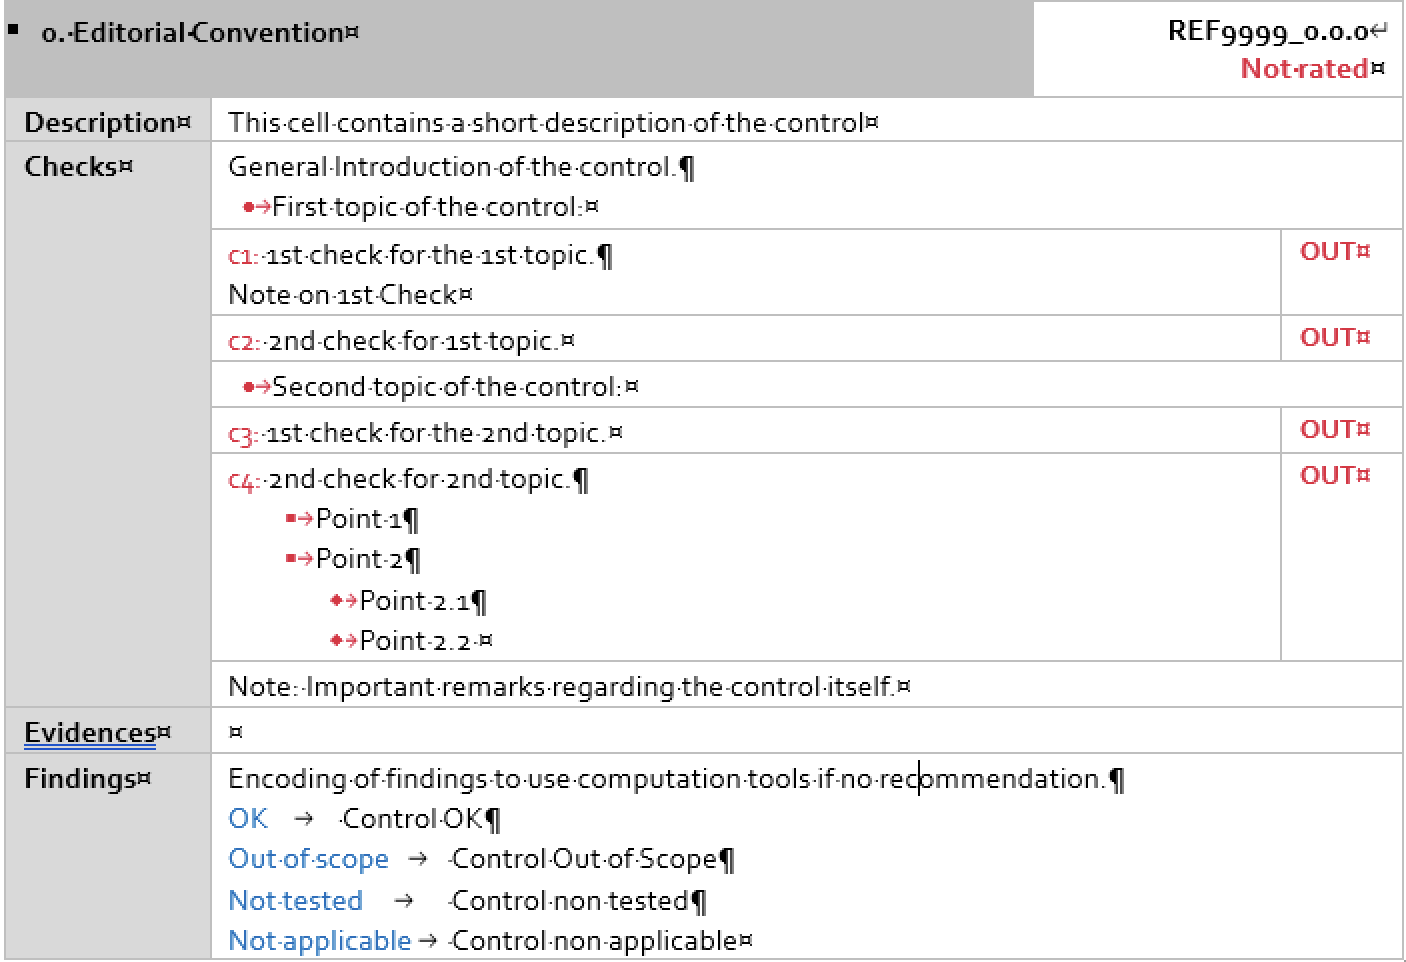 0. Editorial Convention
REF9999_0.0.0
Not rated
Description This cell contains a short description of the control
Checks General Introduction of the control.
First topic of the control:
c1: 1st check for the 1st topic. OUT
Note on 1st Check
c2: 2nd check for 1st topic. OUT
Second topic of the control:
c3: 1st check for the 2nd topic. OUT
c4: 2nd check for 2nd topic. OUT
Point 1
Point 2
Point 2.1
Point 2.2
Note: Important remarks regarding the control itself.
Evidences
Findings Encoding of findings to use computation tools if no recommendation.
OK → Control OK
Out of scope → Control Out of Scope
Not tested → Control non tested
Not applicable → Control non applicable